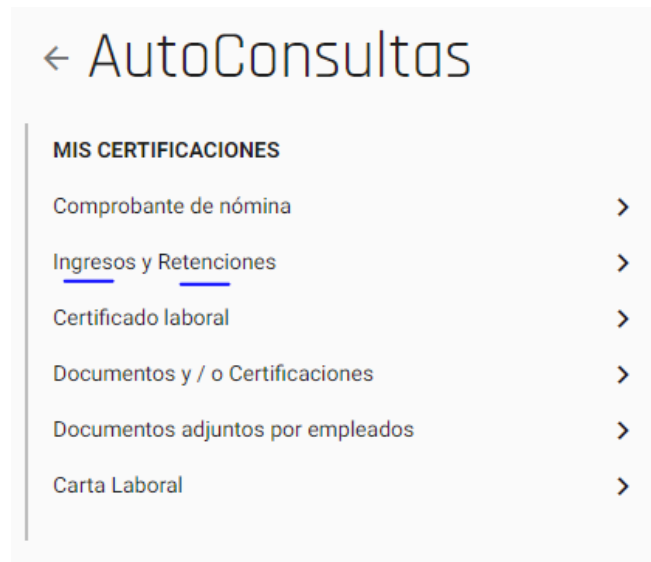 AutoConsultas
MIS CERTIFICACIONES
Comprobante de nómina
Ingresos y Retenciones
Certificado laboral
Documentos y / o Certificaciones
Documentos adjuntos por empleados
Carta Laboral